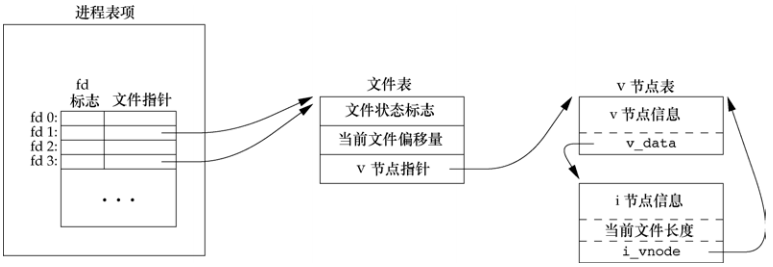 进程表项
fd
标志 文件指针
fd 0:
fd 1:
fd 2:
fd 3:
...
文件表
文件状态标志
当前文件偏移量
v 节点指针
v 节点表
v 节点信息
v_data
i 节点信息
当前文件长度
i_vnode